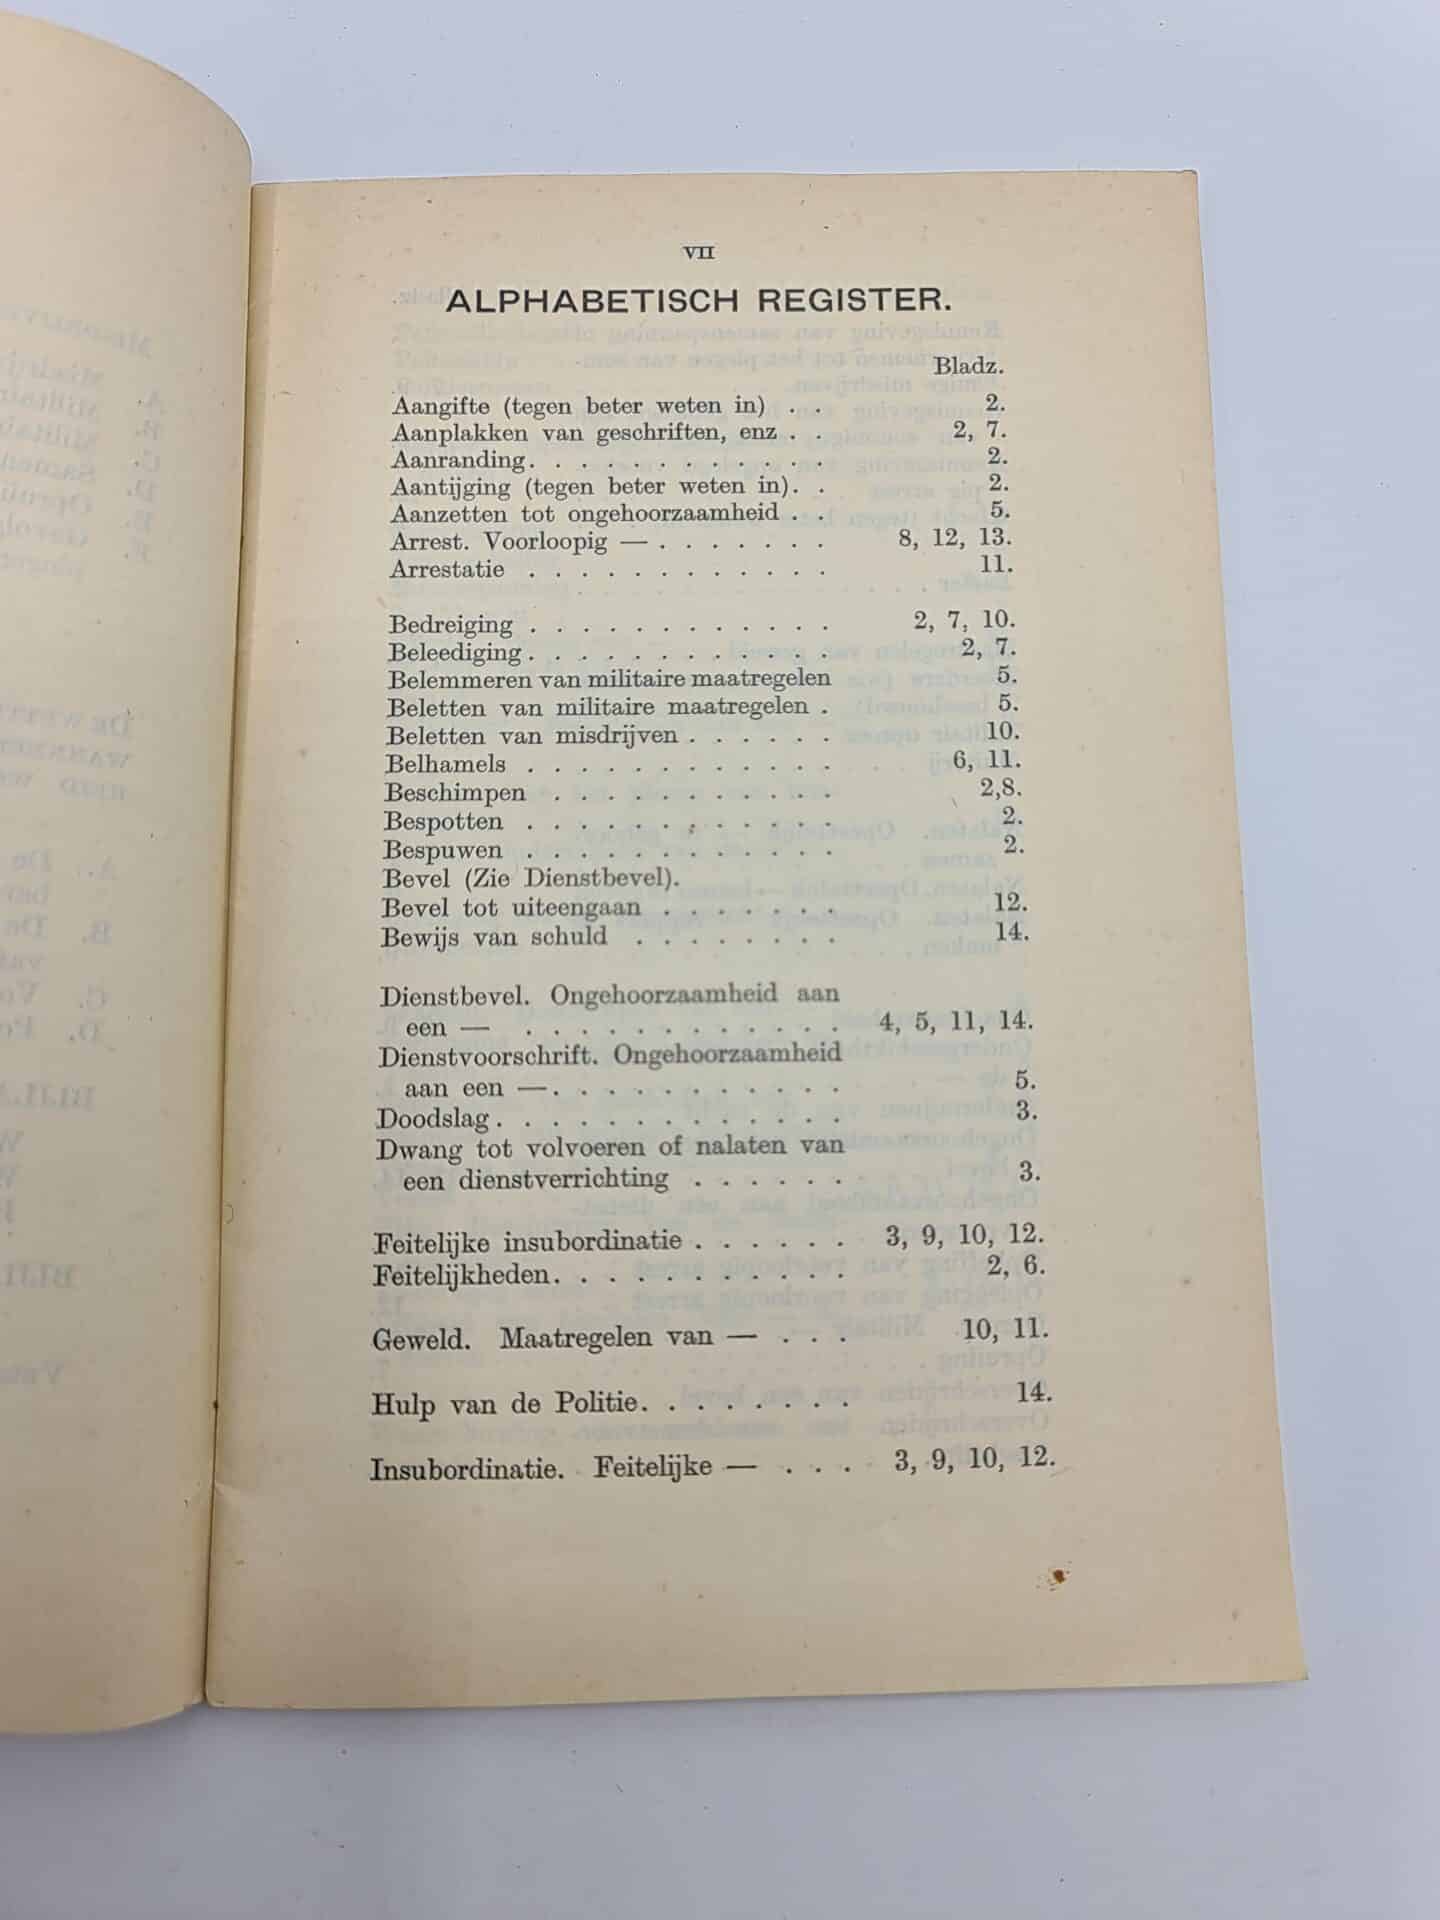 VII
ALPHABETISCH REGISTER.
Bladz.
Aangifte (tegen beter weten in) . . 2.
Aanplakken van geschriften, enz . . 2, 7.
Aanranding. . . . . . . . . . . . 2.
Aantijging (tegen beter weten in). . 2.
Aanzetten tot ongehoorzaamheid . . 5.
Arrest. Voorloopig — . . . . . . . 8, 12, 13.
Arrestatie . . . . . . . . . . . . 11.
Bedreiging . . . . . . . . . . . . 2, 7, 10.
Beleediging . . . . . . . . . . . . 2, 7.
Belemmeren van militaire maatregelen 5.
Beletten van militaire maatregelen . 5.
Beletten van misdrijven . . . . . . 10.
Belhamels . . . . . . . . . . . . 6, 11.
Beschimpen . . . . . . . . . . . 2,8.
Bespotten . . . . . . . . . . . . 2.
Bespuwen . . . . . . . . . . . . 2.
Bevel (Zie Dienstbevel).
Bevel tot uiteengaan . . . . . . . 12.
Bewijs van schuld . . . . . . . . 14.
Dienstbevel. Ongehoorzaamheid aan
een — . . . . . . . . . . . . 4, 5, 11, 14.
Dienstvoorschrift. Ongehoorzaamheid
aan een —. . . . . . . . . . . 5.
Doodslag . . . . . . . . . . . . . 3.
Dwang tot volvoeren of nalaten van
een dienstverrichting . . . . . . 3.
Feitelijke insubordinatie . . . . . . 3, 9, 10, 12.
Feitelijkheden. . . . . . . . . . . 2, 6.
Geweld. Maatregelen van — . . . 10, 11.
Hulp van de Politie. . . . . . . . 14.
Insubordinatie. Feitelijke — . . . 3, 9, 10, 12.